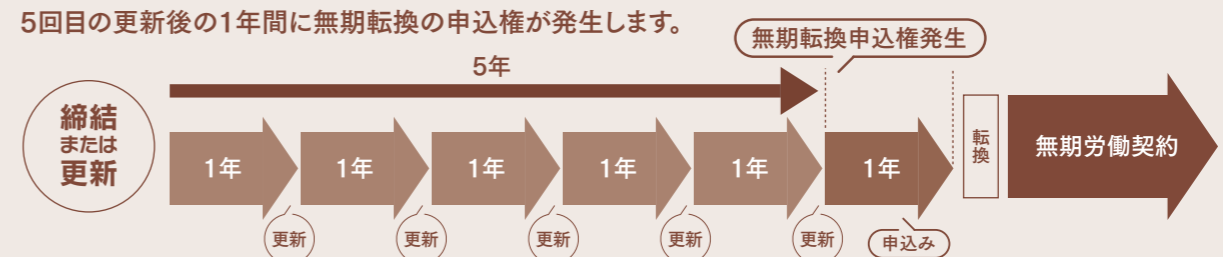 5回目の更新後の1年間に無期転換の申込権が発生します。
無期転換申込権発生
5年
締結
または
更新
1年
1年
1年
1年
1年
1年
転換
無期労働契約
更新
更新
更新
更新
更新
申込み